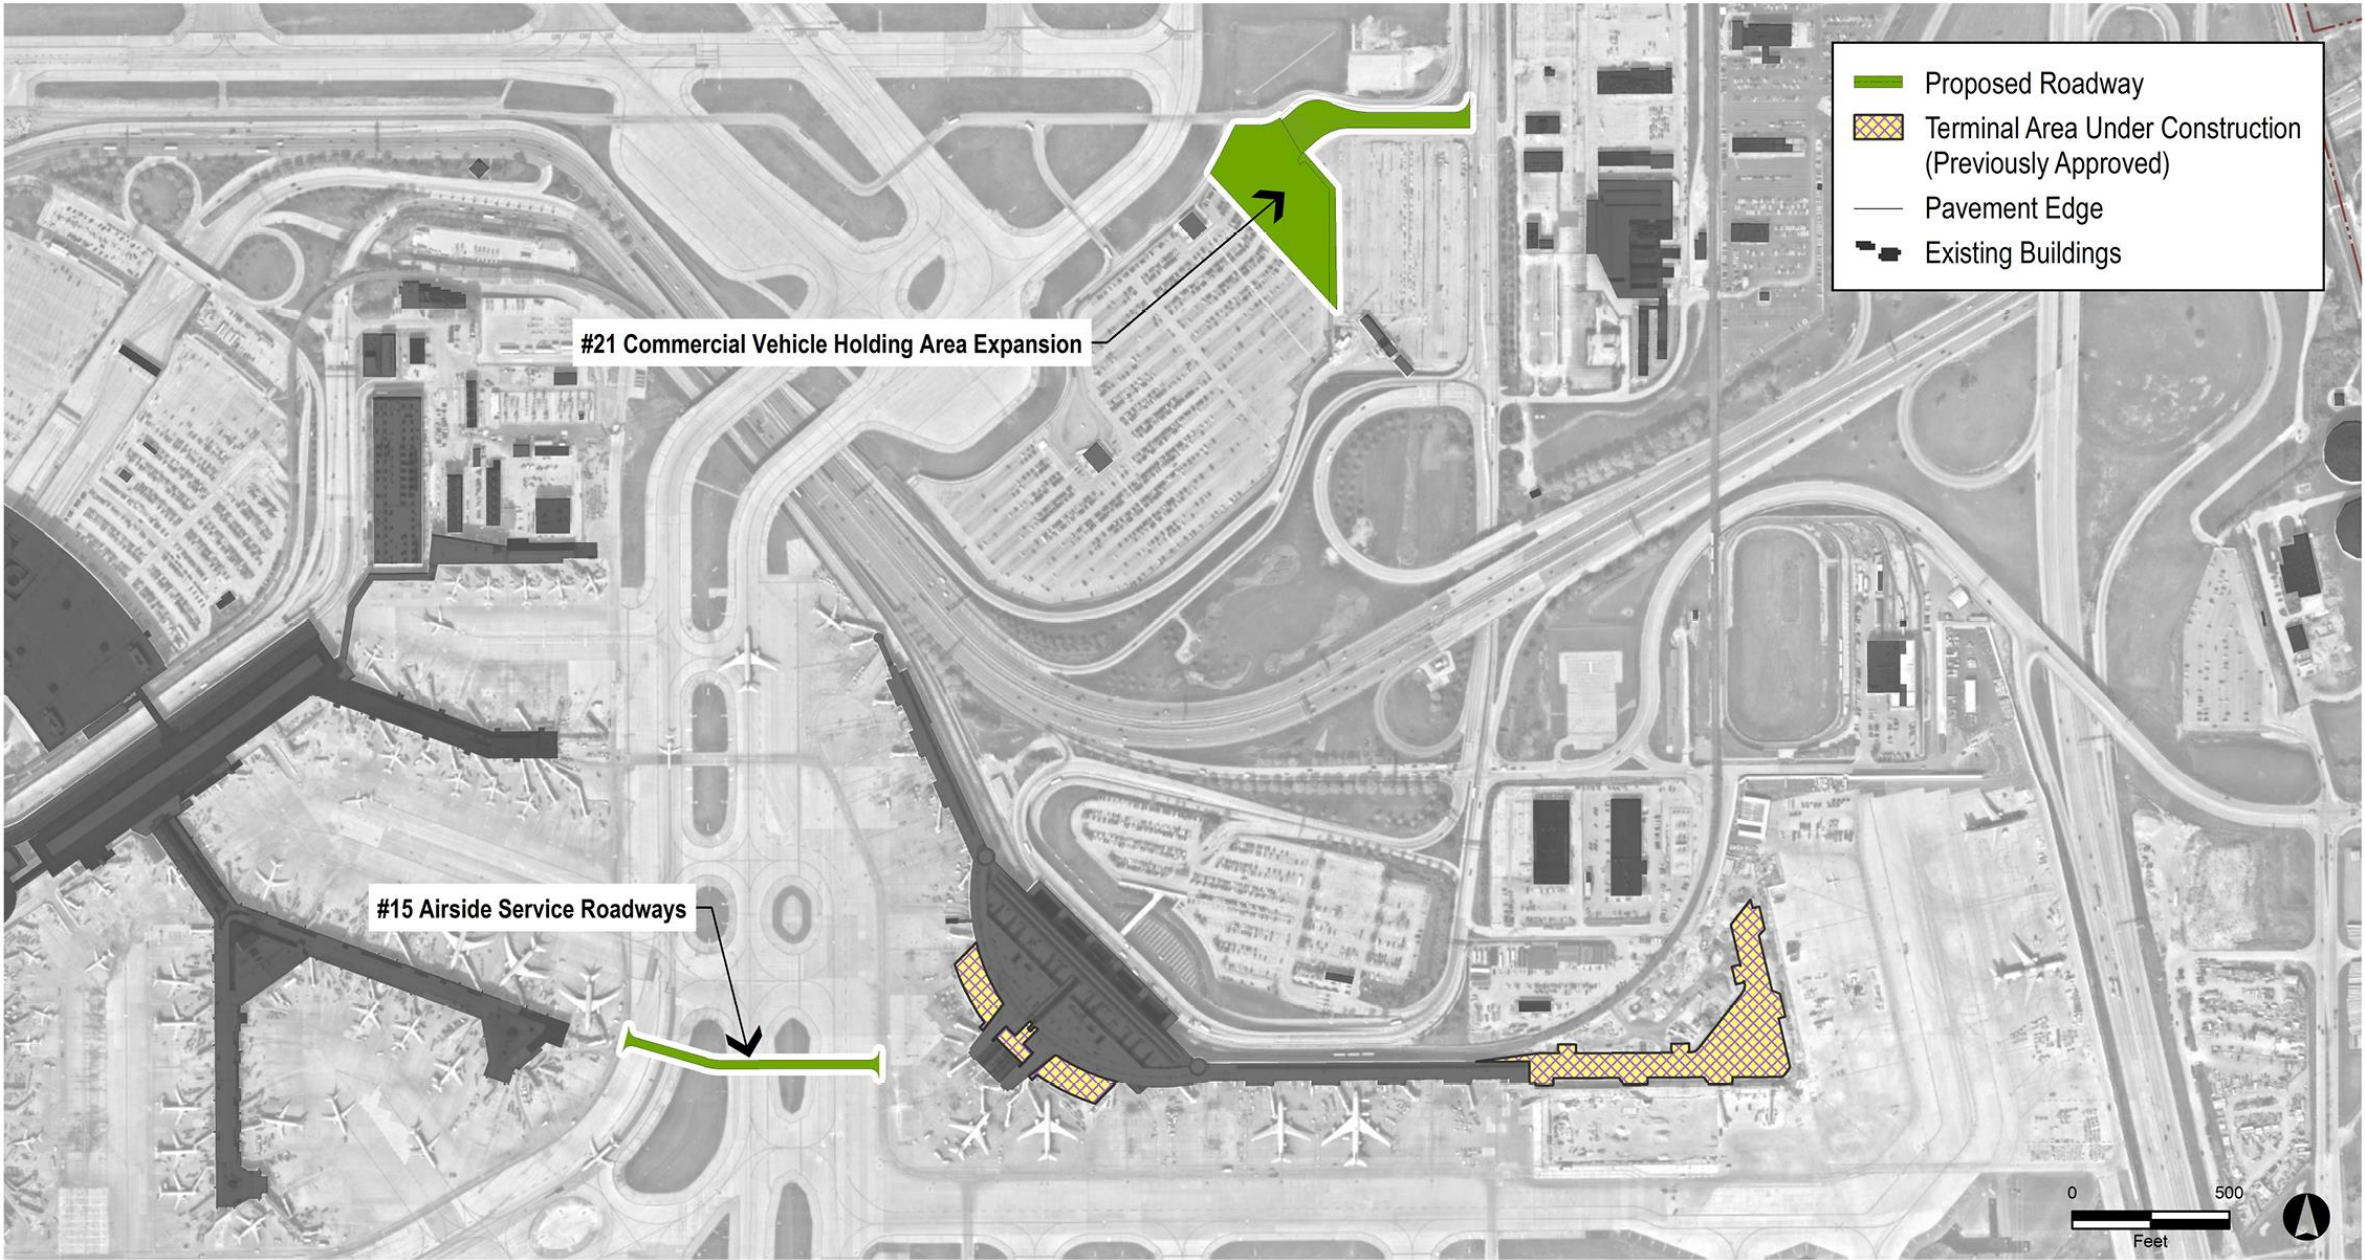 Proposed Roadway
Terminal Area Under Construction
(Previously Approved)
Pavement Edge
Existing Buildings
#21 Commercial Vehicle Holding Area Expansion
#15 Airside Service Roadways
0 500
Feet